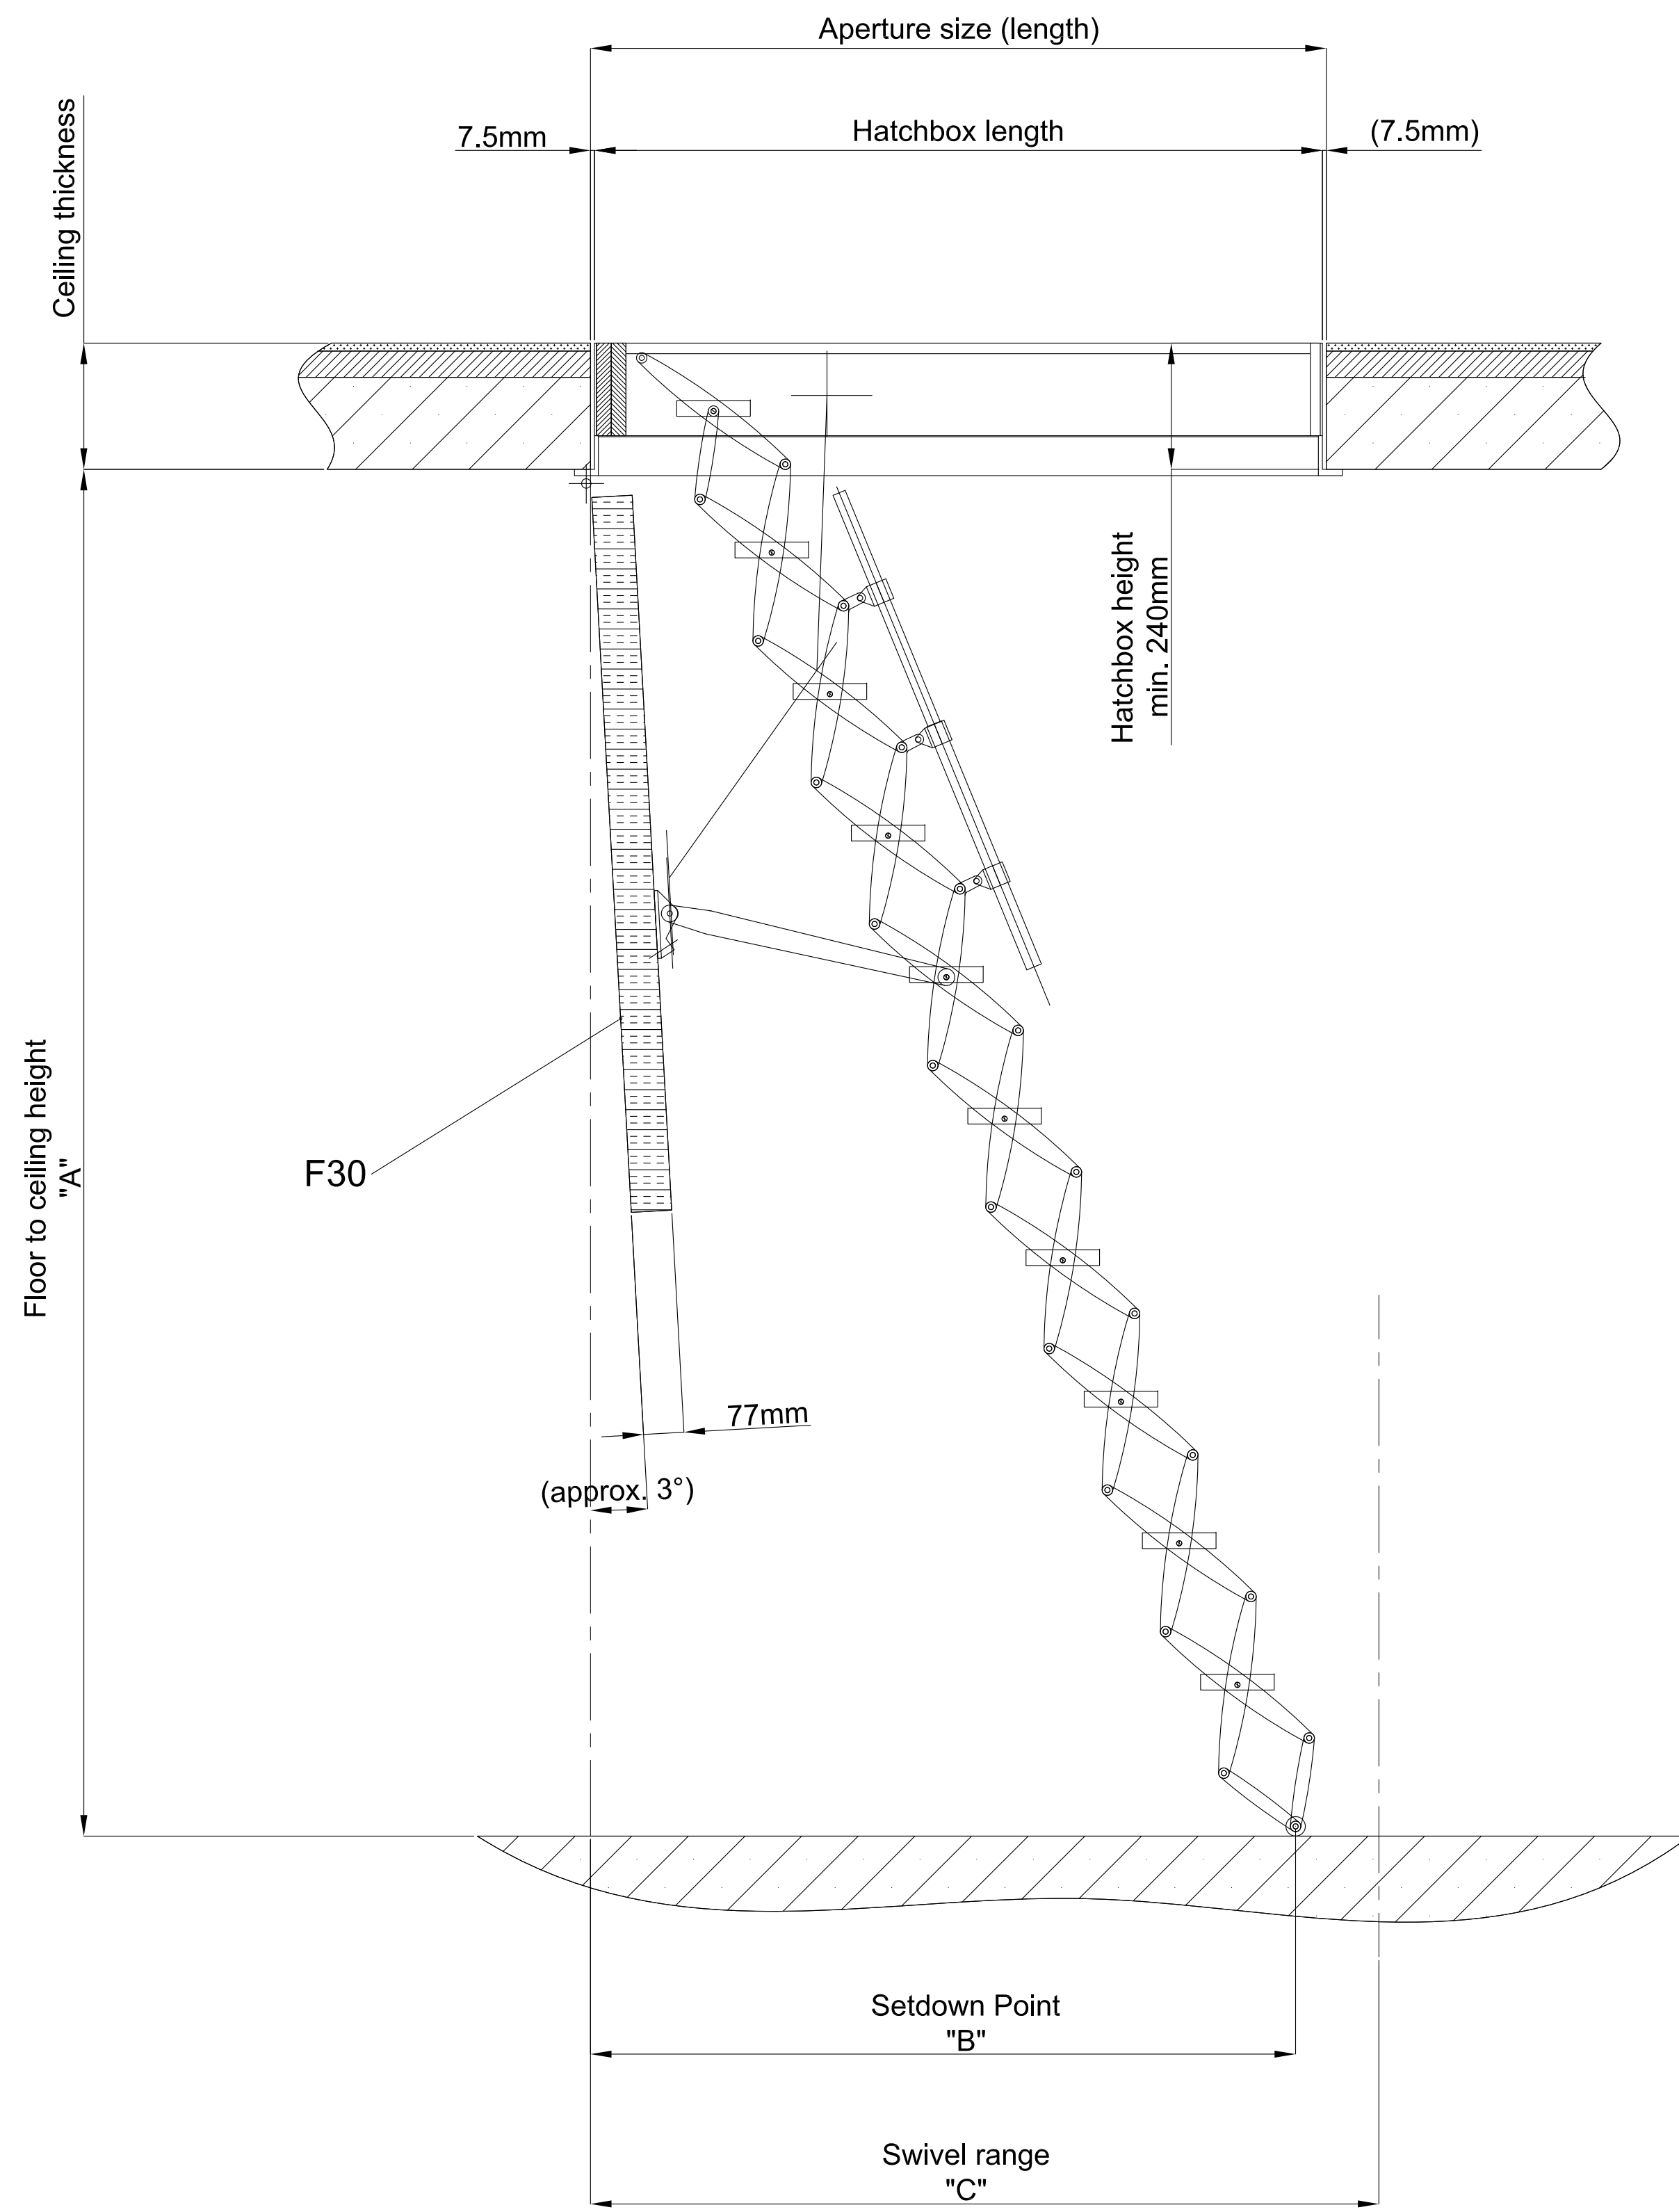 Aperture size (length)
7.5mm
Hatchbox length
(7.5mm)
Ceiling thickness
Hatchbox height
min. 240mm
Floor to ceiling height
"A"
F30
77mm
(approx. 3°)
Setdown Point
"B"
Swivel range
"C"